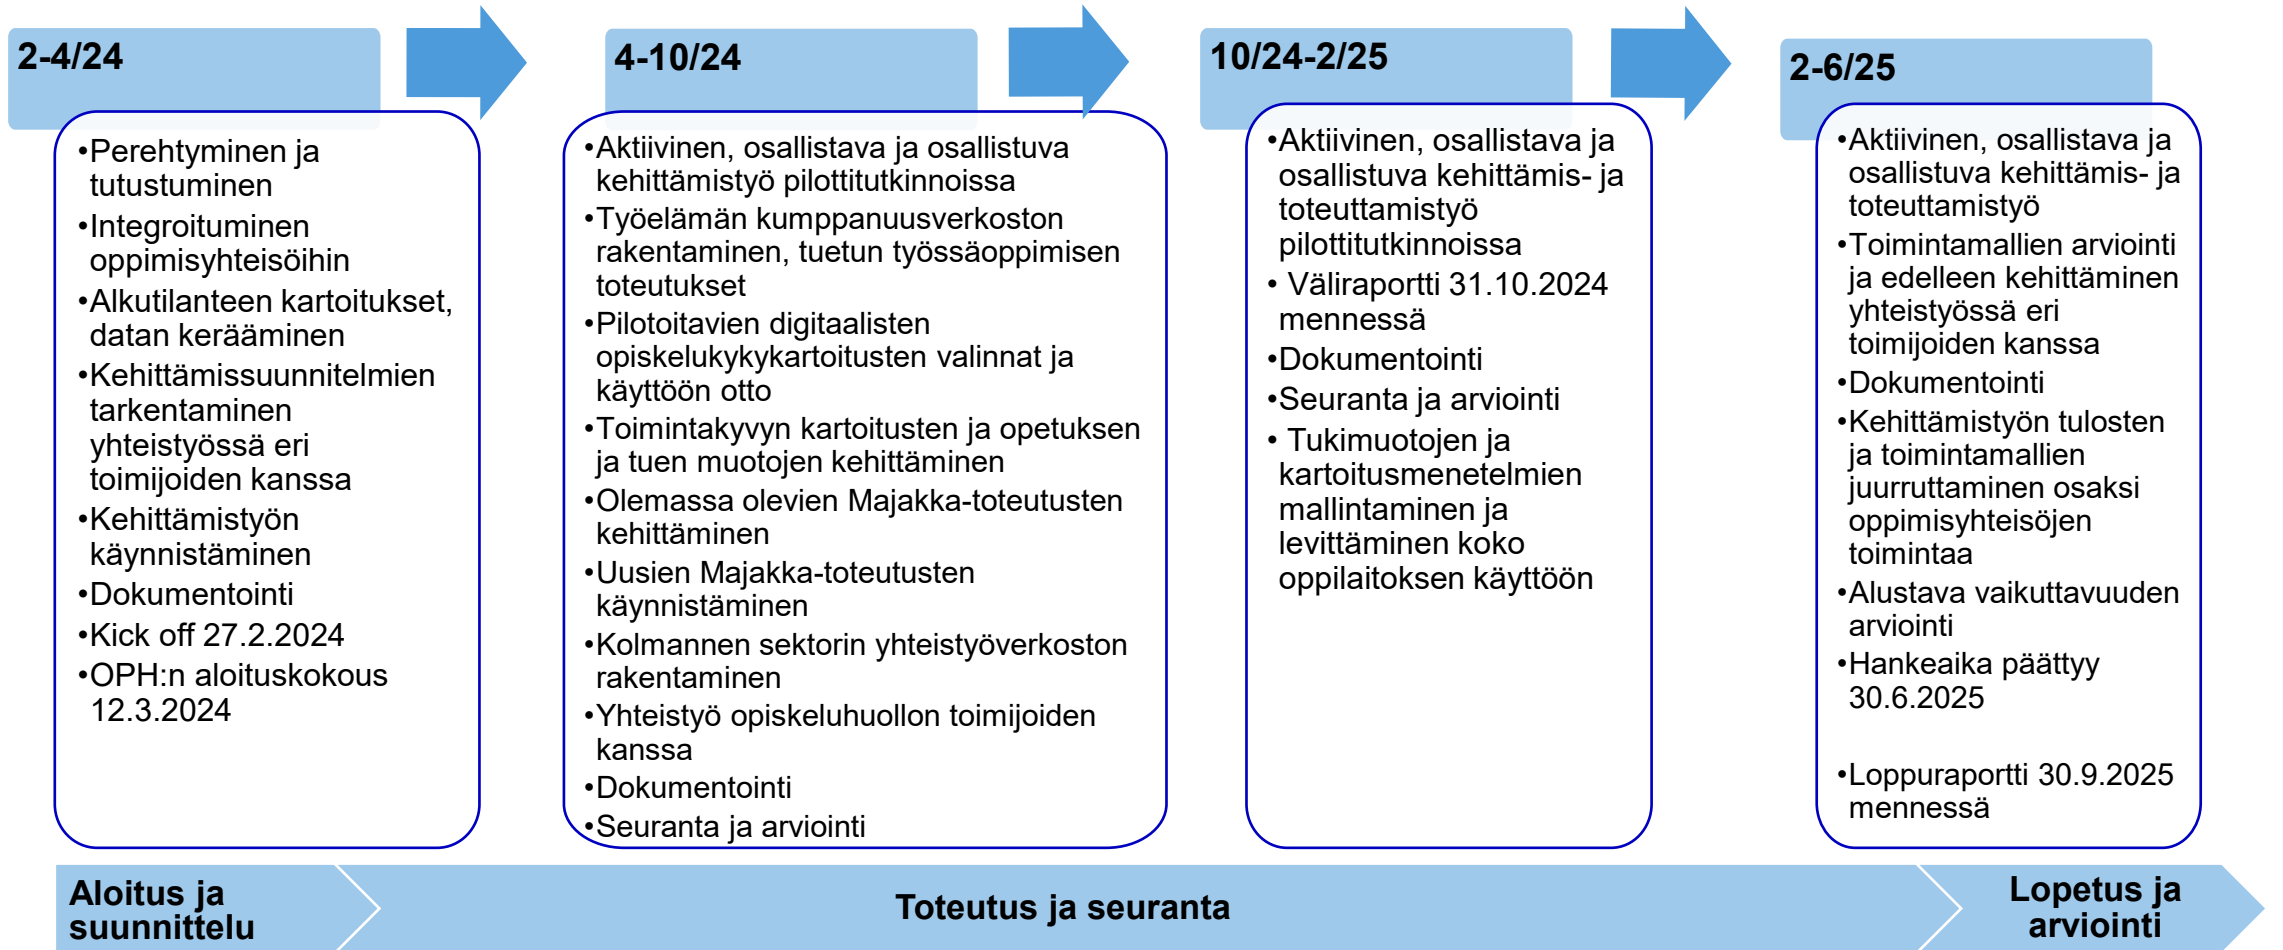 2-4/24
•Perehtyminen ja
tutustuminen
•Integroituminen
oppimisyhteisöihin
•Alkutilanteen kartoitukset,
datan kerääminen
•Kehittämissuunnitelmien
tarkentaminen
yhteistyössä eri
toimijoiden kanssa
•Kehittämistyön
käynnistäminen
•Dokumentointi
•Kick off 27.2.2024
•OPH:n aloituskokous
12.3.2024
4-10/24
•Aktiivinen, osallistava ja osallistuva
kehittämistyö pilottitutkinnoissa
•Työelämän kumppanuusverkoston
rakentaminen, tuetun työssäoppimisen
toteutukset
•Pilotoitavien digitaalisten
opiskelukykykartoitusten valinnat ja
käyttöön otto
•Toimintakyvyn kartoitusten ja opetuksen
ja tuen muotojen kehittäminen
•Olemassa olevien Majakka-toteutusten
kehittäminen
•Uusien Majakka-toteutusten
käynnistäminen
•Kolmannen sektorin yhteistyöverkoston
rakentaminen
•Yhteistyö opiskeluhuollon toimijoiden
kanssa
•Dokumentointi
•Seuranta ja arviointi
10/24-2/25
•Aktiivinen, osallistava ja
osallistuva kehittämis- ja
toteuttamistyö
pilottitutkinnoissa
• Väliraportti 31.10.2024
mennessä
•Dokumentointi
•Seuranta ja arviointi
• Tukimuotojen ja
kartoitusmenetelmien
mallintaminen ja
levittäminen koko
oppilaitoksen käyttöön
2-6/25
•Aktiivinen, osallistava ja
osallistuva kehittämis- ja
toteuttamistyö
•Toimintamallien arviointi
ja edelleen kehittäminen
yhteistyössä eri
toimijoiden kanssa
•Dokumentointi
•Kehittämistyön tulosten
ja toimintamallien
juurruttaminen osaksi
oppimisyhteisöjen
toimintaa
•Alustava vaikuttavuuden
arviointi
•Hankeaika päättyy
30.6.2025
•Loppuraportti 30.9.2025
mennessä
Aloitus ja
suunnittelu
Toteutus ja seuranta
Lopetus ja
arviointi